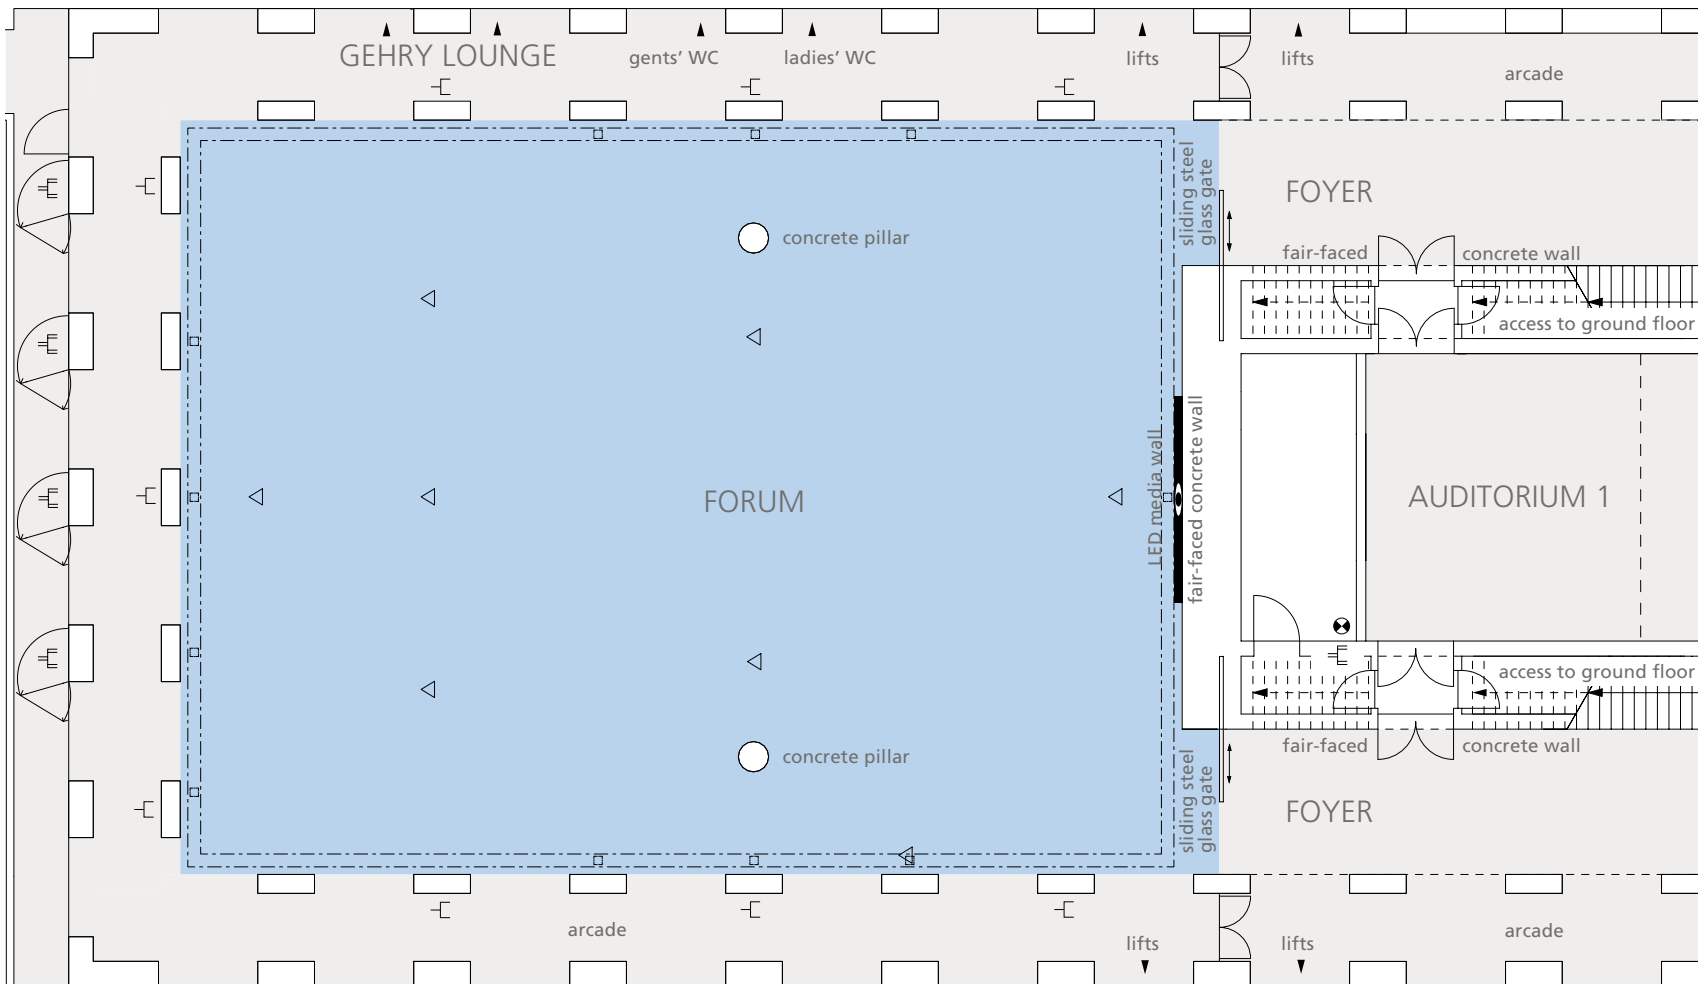 GEHRY LOUNGE
gents’ WC
ladies’ WC
lifts
lifts
arcade
sliding steel
glass gate
FOYER
concrete pillar
fair-faced
concrete wall
access to ground floor
LED media wall
fair-faced concrete wall
FORUM
AUDITORIUM 1
access to ground floor
fair-faced
concrete wall
concrete pillar
sliding steel
glass gate
FOYER
arcade
lifts
lifts
arcade